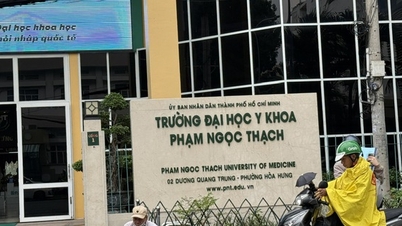 Đại học khoa học
hội nhập quốc tế
ỦY BAN NHÂN DÂN THÀNH PHỐ HỒ CHÍ MINH
TRƯỜNG ĐẠI HỌC Y KHOA
PHẠM NGỌC THẠCH
PHAM NGOC THACH UNIVERSITY OF MEDICINE
02 DƯƠNG QUANG TRUNG - PHƯỜNG HÒA HƯNG
www.pnt.edu.vn
Grab